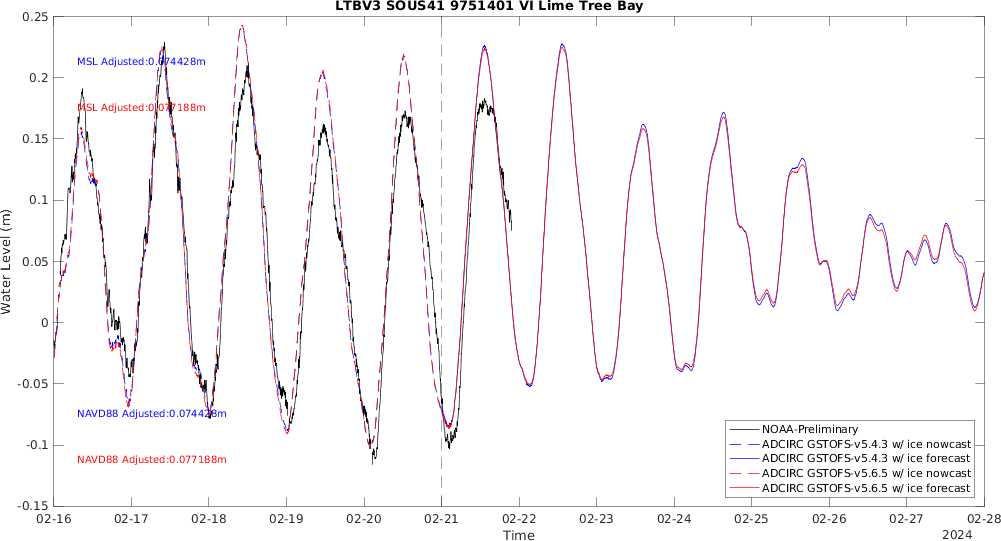 LTBV3 SOUS41 9751401 VI Lime Tree Bay
0.25
0.2
0.15
0.1
0.05
0
-0.05
-0.1
-0.15
Water Level (m)
MSL Adjusted:0.074428m
MSL Adjusted:0.077188m
NAVD88 Adjusted:0.074428m
NAVD88 Adjusted:0.077188m
NOAA-Preliminary
ADCIRC GSTOFS-v5.4.3 w/ ice nowcast
ADCIRC GSTOFS-v5.4.3 w/ ice forecast
ADCIRC GSTOFS-v5.6.5 w/ ice nowcast
ADCIRC GSTOFS-v5.6.5 w/ ice forecast
02-16 02-17 02-18 02-19 02-20 02-21 02-22 02-23 02-24 02-25 02-26 02-27 02-28
Time
2024